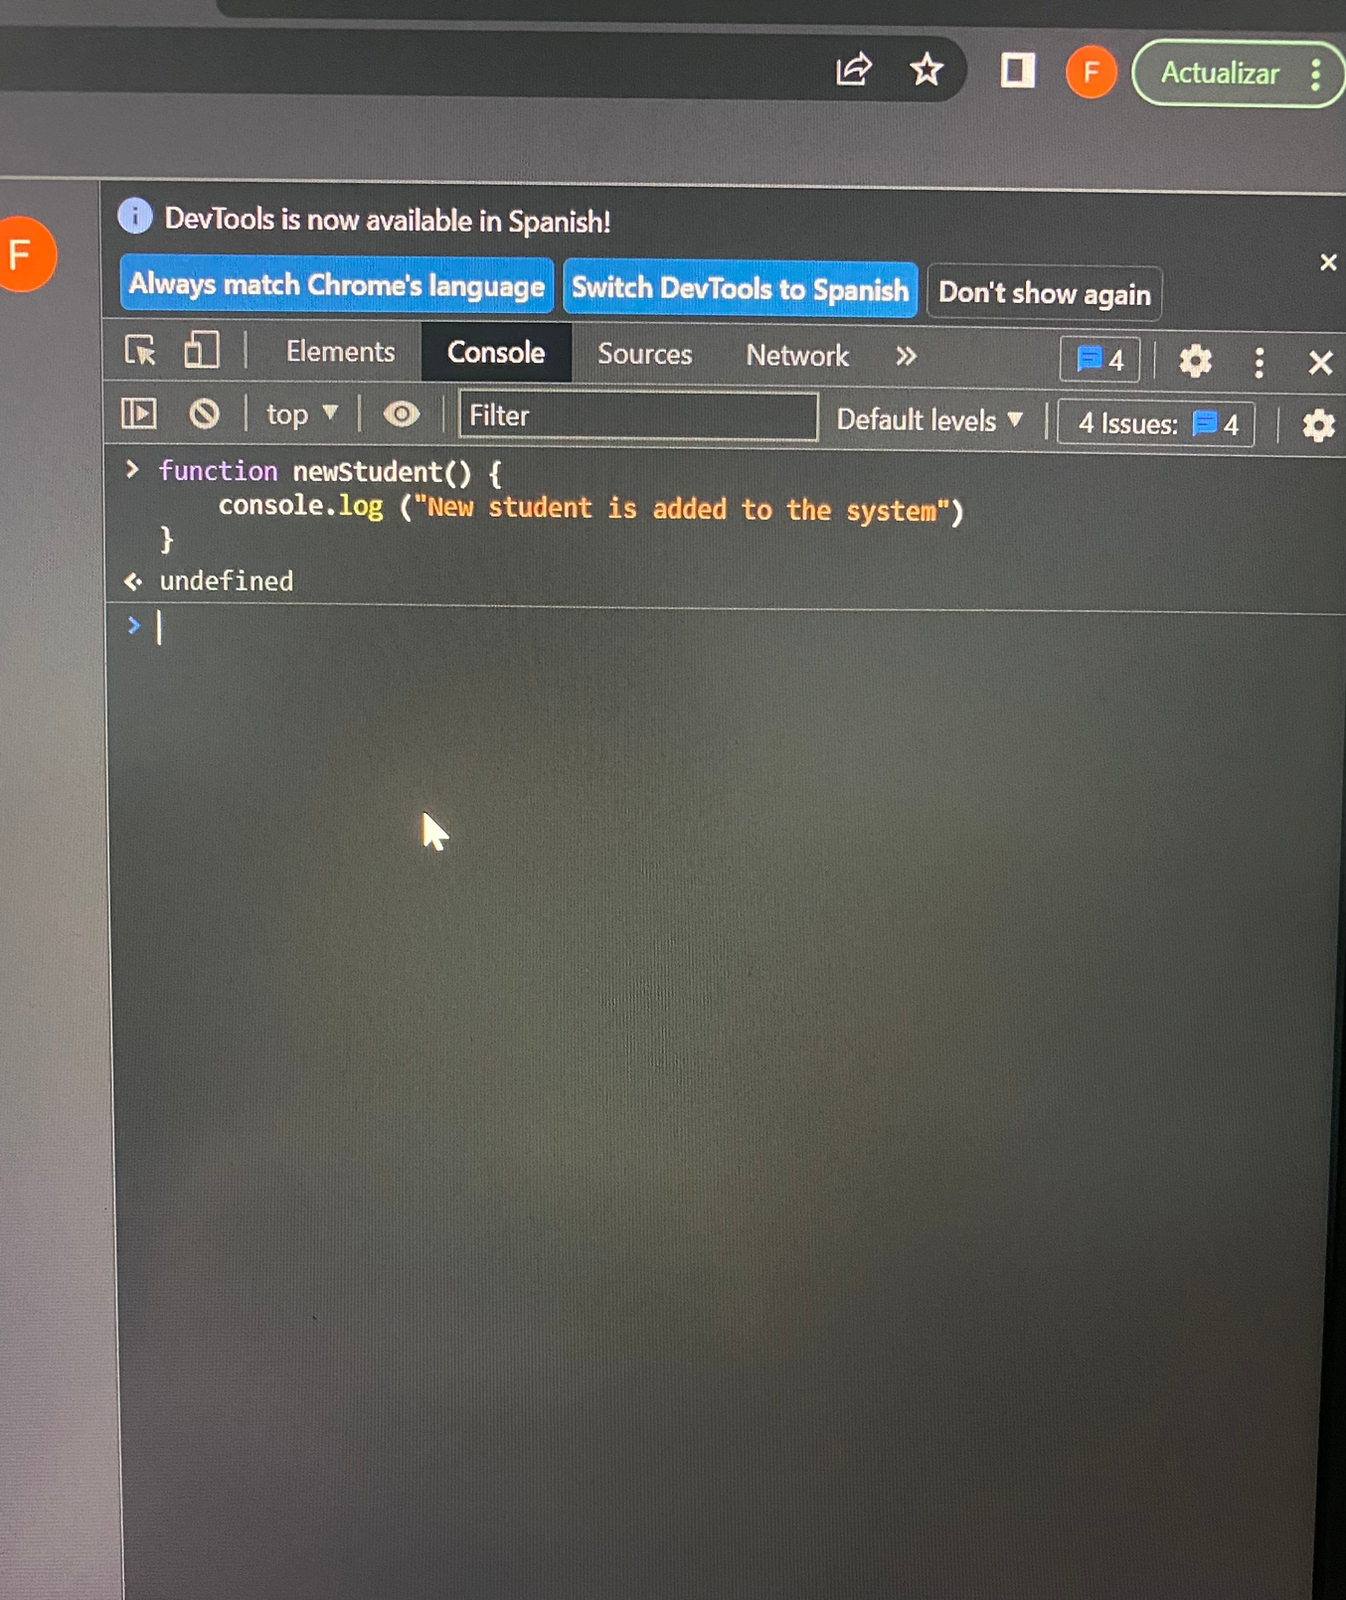 F Actualizar
F
DevTools is now available in Spanish!
Always match Chrome's language Switch DevTools to Spanish Don't show again
Elements Console Sources Network 4
top Filter Default levels 4 Issues: 4
function newStudent() {
console.log ("New student is added to the system")
}
undefined